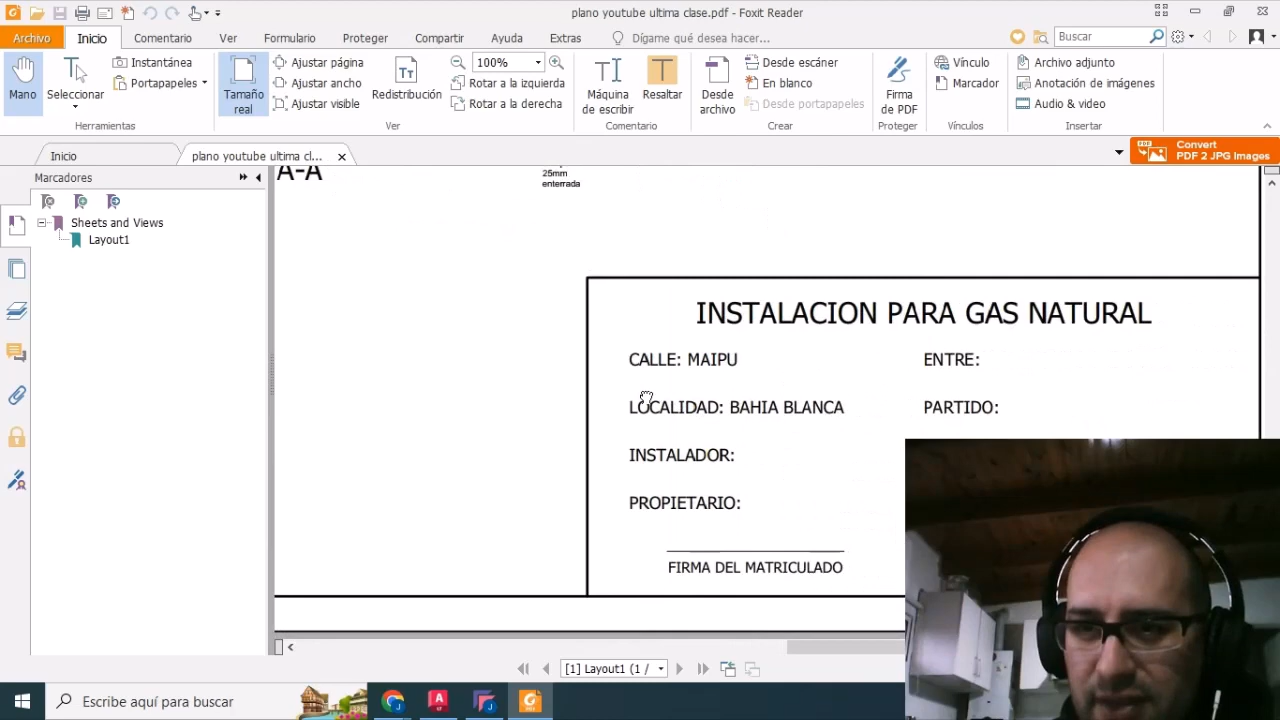 plano youtube ultima clase.pdf - Foxit Reader
Archivo Inicio Comentario Ver Formulario Proteger Compartir Ayuda Extras Dígame qué desea hacer... Buscar
Mano
Seleccionar
Instantánea
Portapapeles
Herramientas
Tamaño real
Ajustar página
Ajustar ancho
Ajustar visible
Redistribución
100%
Rotar a la izquierda
Rotar a la derecha
Ver
Máquina de escribir
Resaltar
Comentario
Desde archivo
Desde escáner
En blanco
Desde portapapeles
Crear
Firma de PDF
Proteger
Vínculo
Marcador
Vínculos
Archivo adjunto
Anotación de imágenes
Audio & video
Insertar
Inicio plano youtube ultima cl...
Convert
PDF 2 JPG Images
Marcadores
Sheets and Views
Layout1
A-A
25mm
enterrada
INSTALACION PARA GAS NATURAL
CALLE: MAIPU ENTRE:
LOCALIDAD: BAHIA BLANCA PARTIDO:
INSTALADOR:
PROPIETARIO:
FIRMA DEL MATRICULADO
[1] Layout1 (1 /
Escribe aquí para buscar